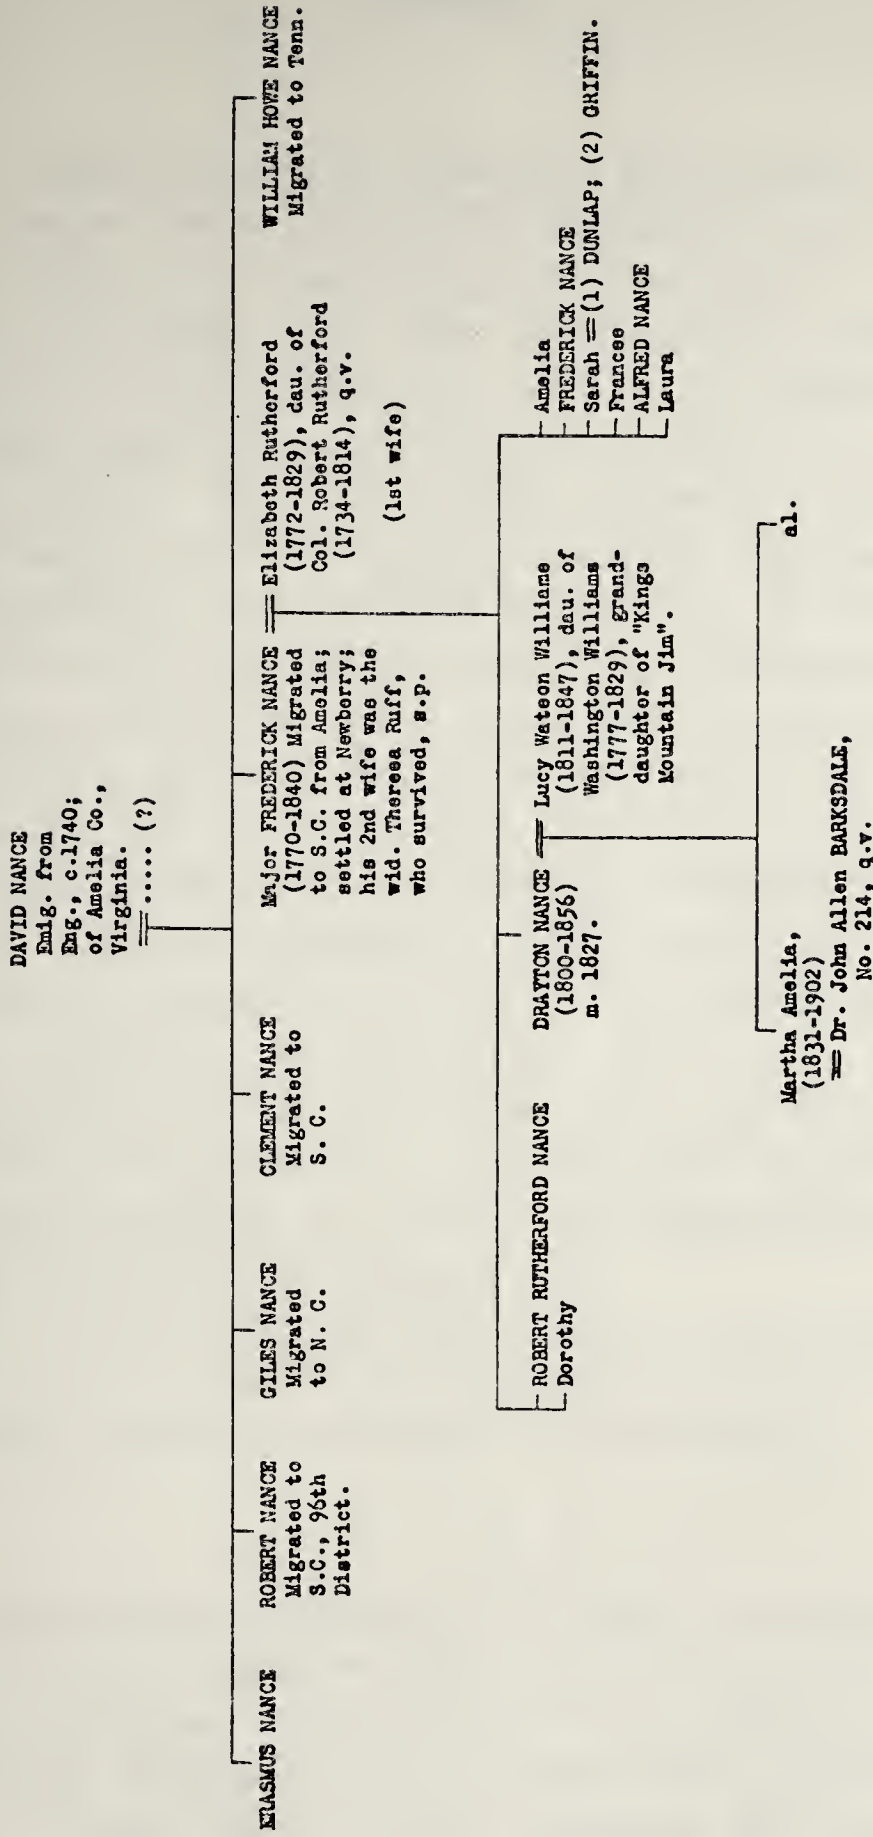 DAVID NANCE
Emig. from
Eng., c.1740;
of Amelia Co.,
Virginia.
═..... (?)
ERASMUS NANCE
ROBERT NANCE
Migrated to
S.C., 96th
District.
GILES NANCE
Migrated
to N. C.
CLEMENT NANCE
Migrated to
S. C.
Major FREDERICK NANCE
(1770-1840) Migrated
to S.C. from Amelia;
settled at Newberry;
his 2nd wife was the
wid. Theresa Ruff,
who survived, s.p.
═ Elizabeth Rutherford
(1772-1829), dau. of
Col. Robert Rutherford
(1734-1814), q.v.
(1st wife)
WILLIAM HOWE NANCE
Migrated to Tenn.
ROBERT RUTHERFORD NANCE
Dorothy
DRAYTON NANCE
(1800-1856)
m. 1827.
═ Lucy Watson Williams
(1811-1847), dau. of
Washington Williams
(1777-1829), grand-
daughter of "Kings
Mountain Jim".
Amelia
FREDERICK NANCE
Sarah ═(1) DUNLAP; (2) GRIFFIN.
Frances
ALFRED NANCE
Laura
Martha Amelia,
(1831-1902)
═ Dr. John Allen BARKSDALE,
No. 214, q.v.
al.